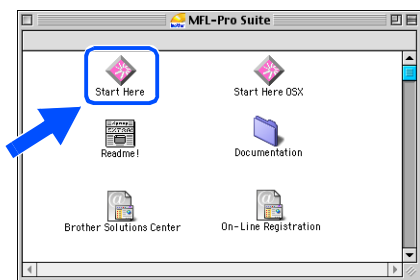 MFL-Pro Suite
Start Here
Start Here OSX
Readme!
Documentation
Brother Solutions Center
On-Line Registration